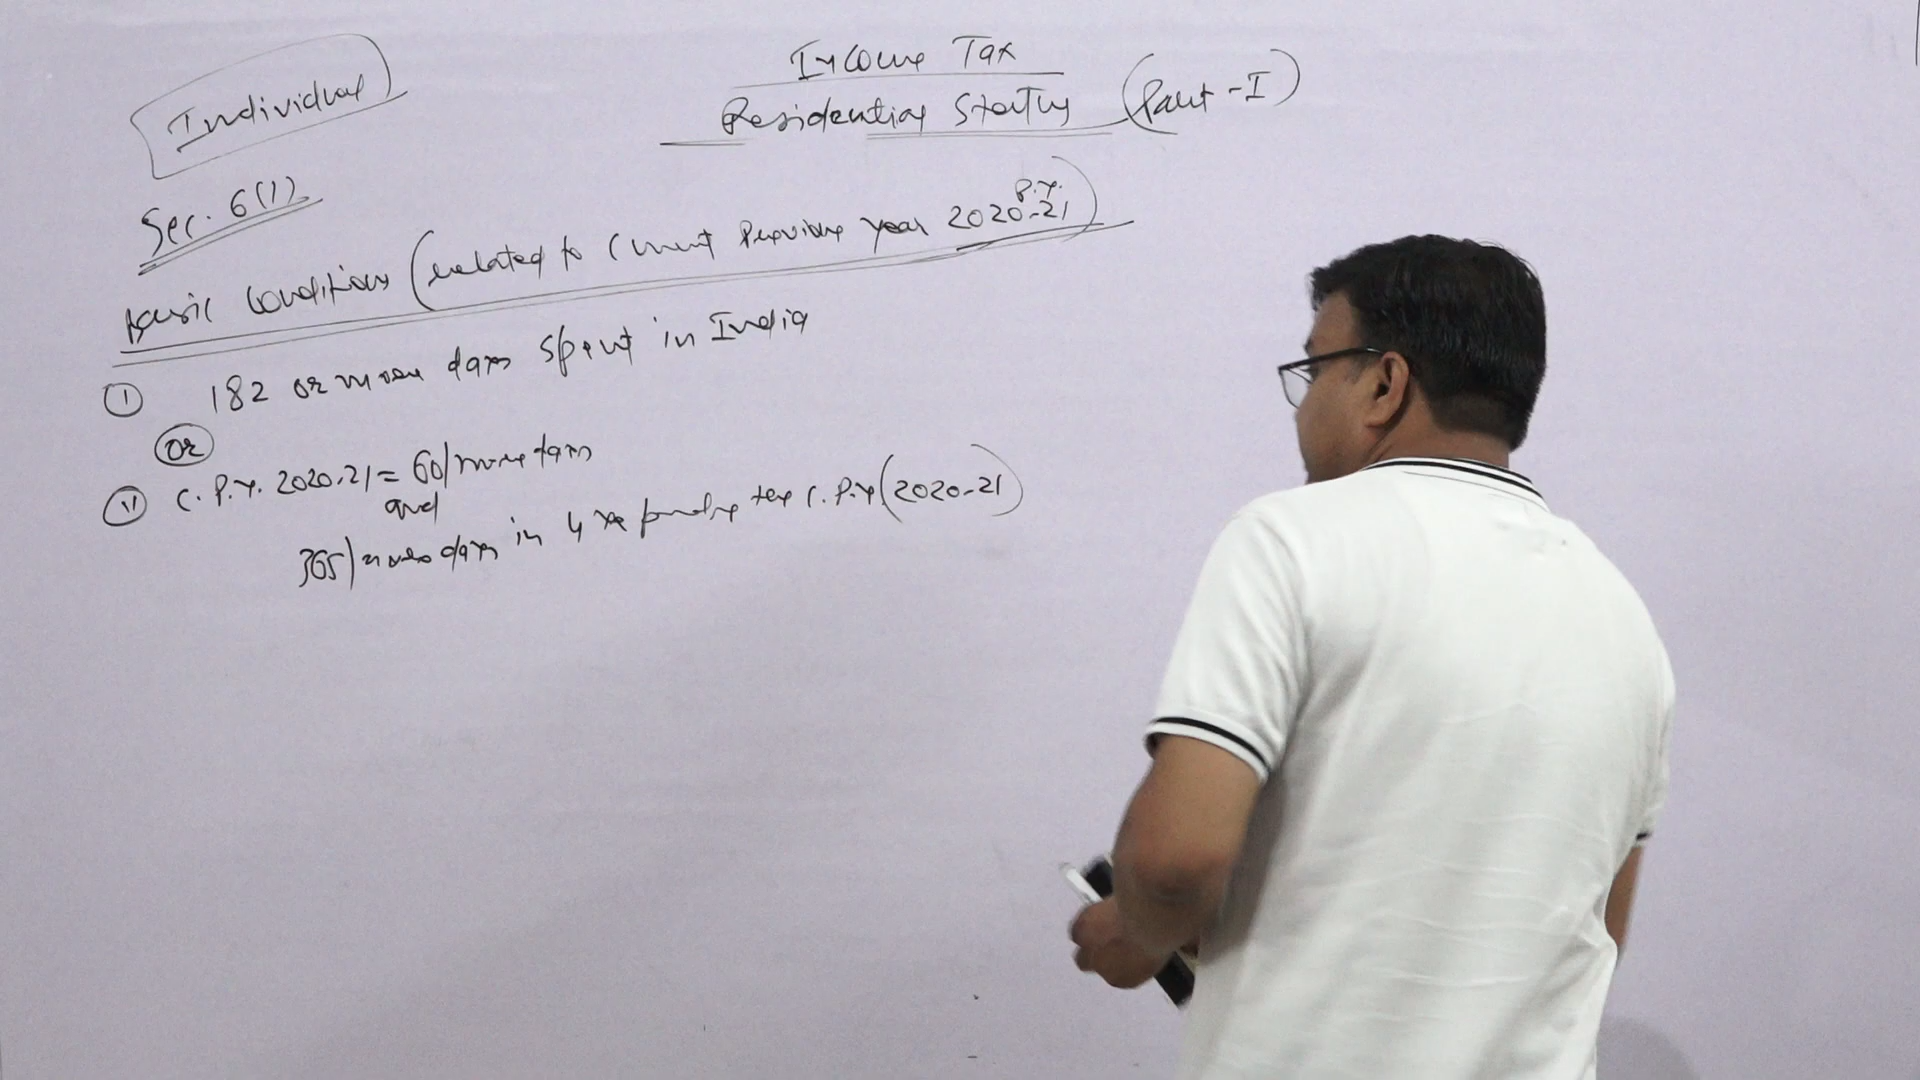 Income Tax
Residential Status (Part-I)
Individual
Sec. 6(1)
Basic Conditions (related to Current Previous year 2020-21)
P.Y.
① 182 or more days spent in India
or
② C.P.Y. 2020-21 = 60/more days
and
365/more days in 4 yrs preceding the C.P.Y (2020-21)